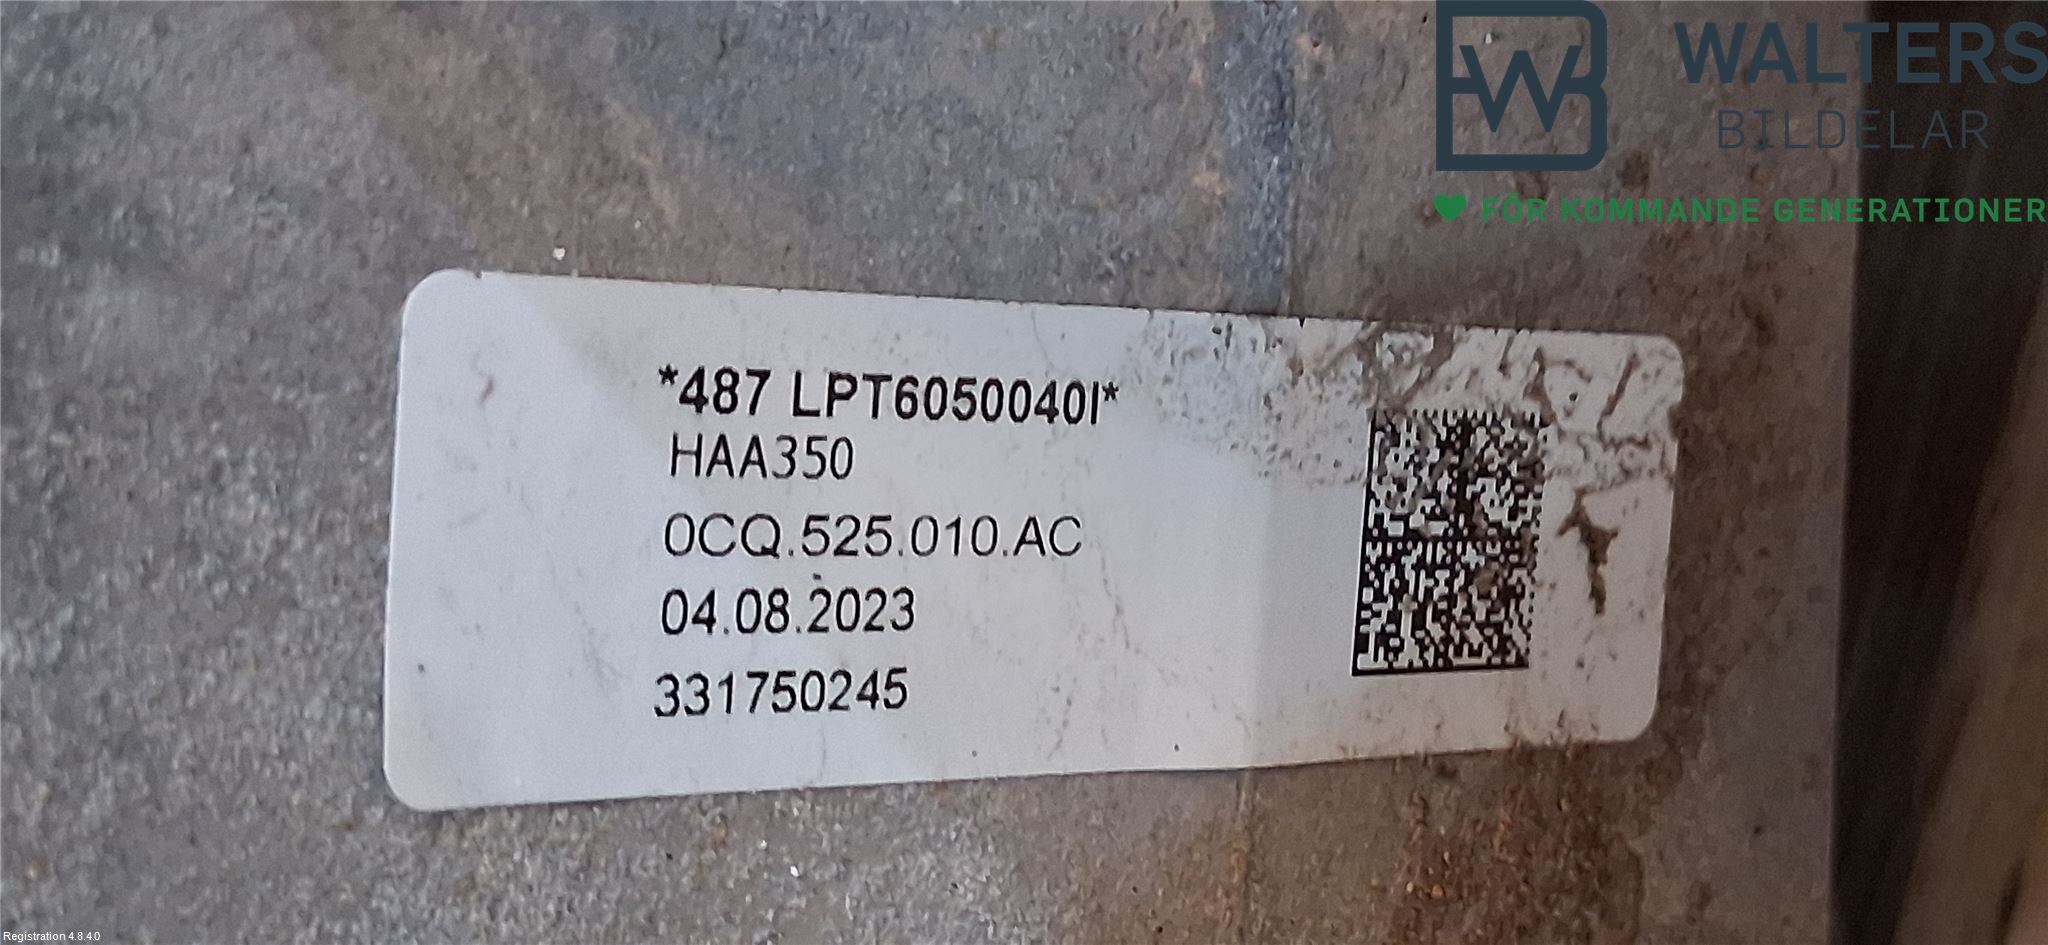 WALTERS
BILDELAR
FÖR KOMMANDE GENERATIONER
*487 LPT6050040I*
HAA350
0CQ.525.010.AC
04.08.2023
331750245
Registration 4.8.4.0